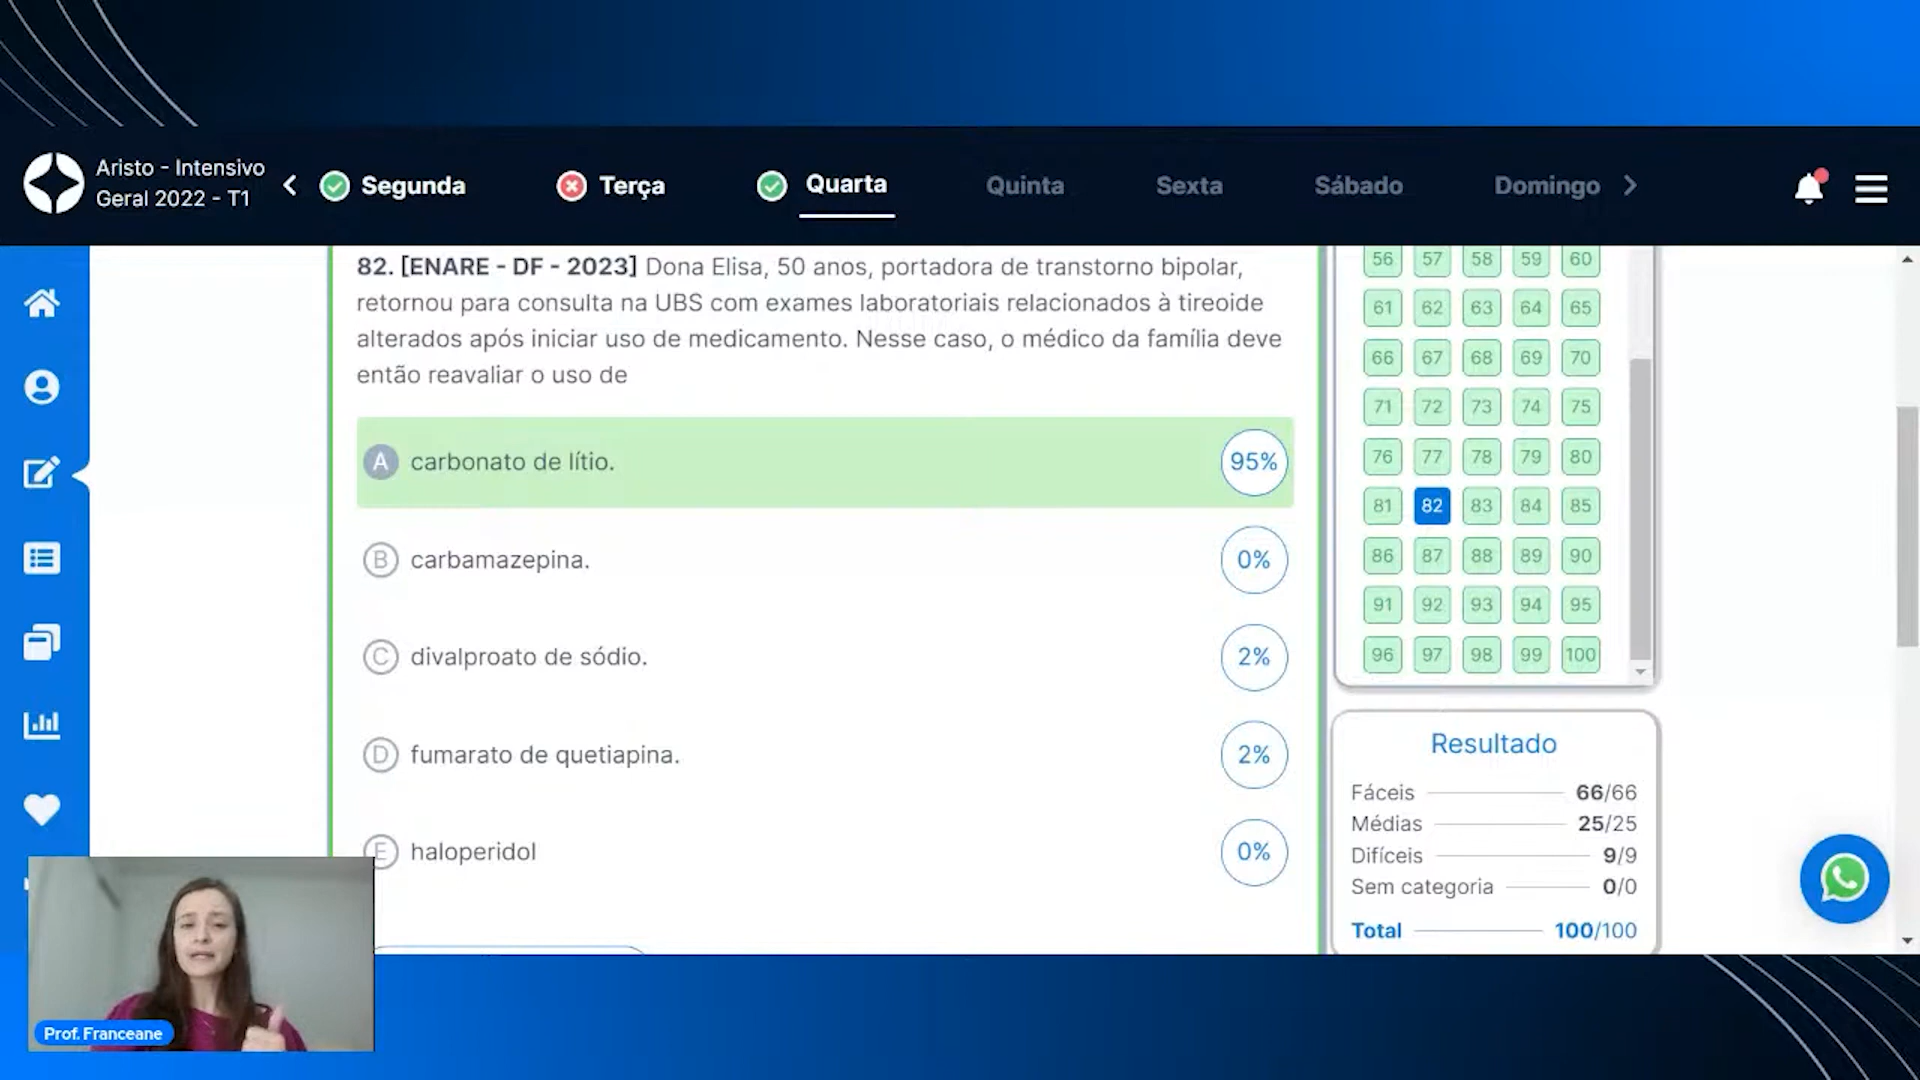 Aristo - Intensivo
Geral 2022 - T1
Segunda
Terça
Quarta
Quinta
Sexta
Sábado
Domingo
82. [ENARE - DF - 2023] Dona Elisa, 50 anos, portadora de transtorno bipolar,
retornou para consulta na UBS com exames laboratoriais relacionados à tireoide
alterados após iniciar uso de medicamento. Nesse caso, o médico da família deve
então reavaliar o uso de
A carbonato de lítio. 95%
B carbamazepina. 0%
C divalproato de sódio. 2%
D fumarato de quetiapina. 2%
E haloperidol 0%
56 57 58 59 60
61 62 63 64 65
66 67 68 69 70
71 72 73 74 75
76 77 78 79 80
81 82 83 84 85
86 87 88 89 90
91 92 93 94 95
96 97 98 99 100
Resultado
Fáceis 66/66
Médias 25/25
Difíceis 9/9
Sem categoria 0/0
Total 100/100
Prof. Franceane